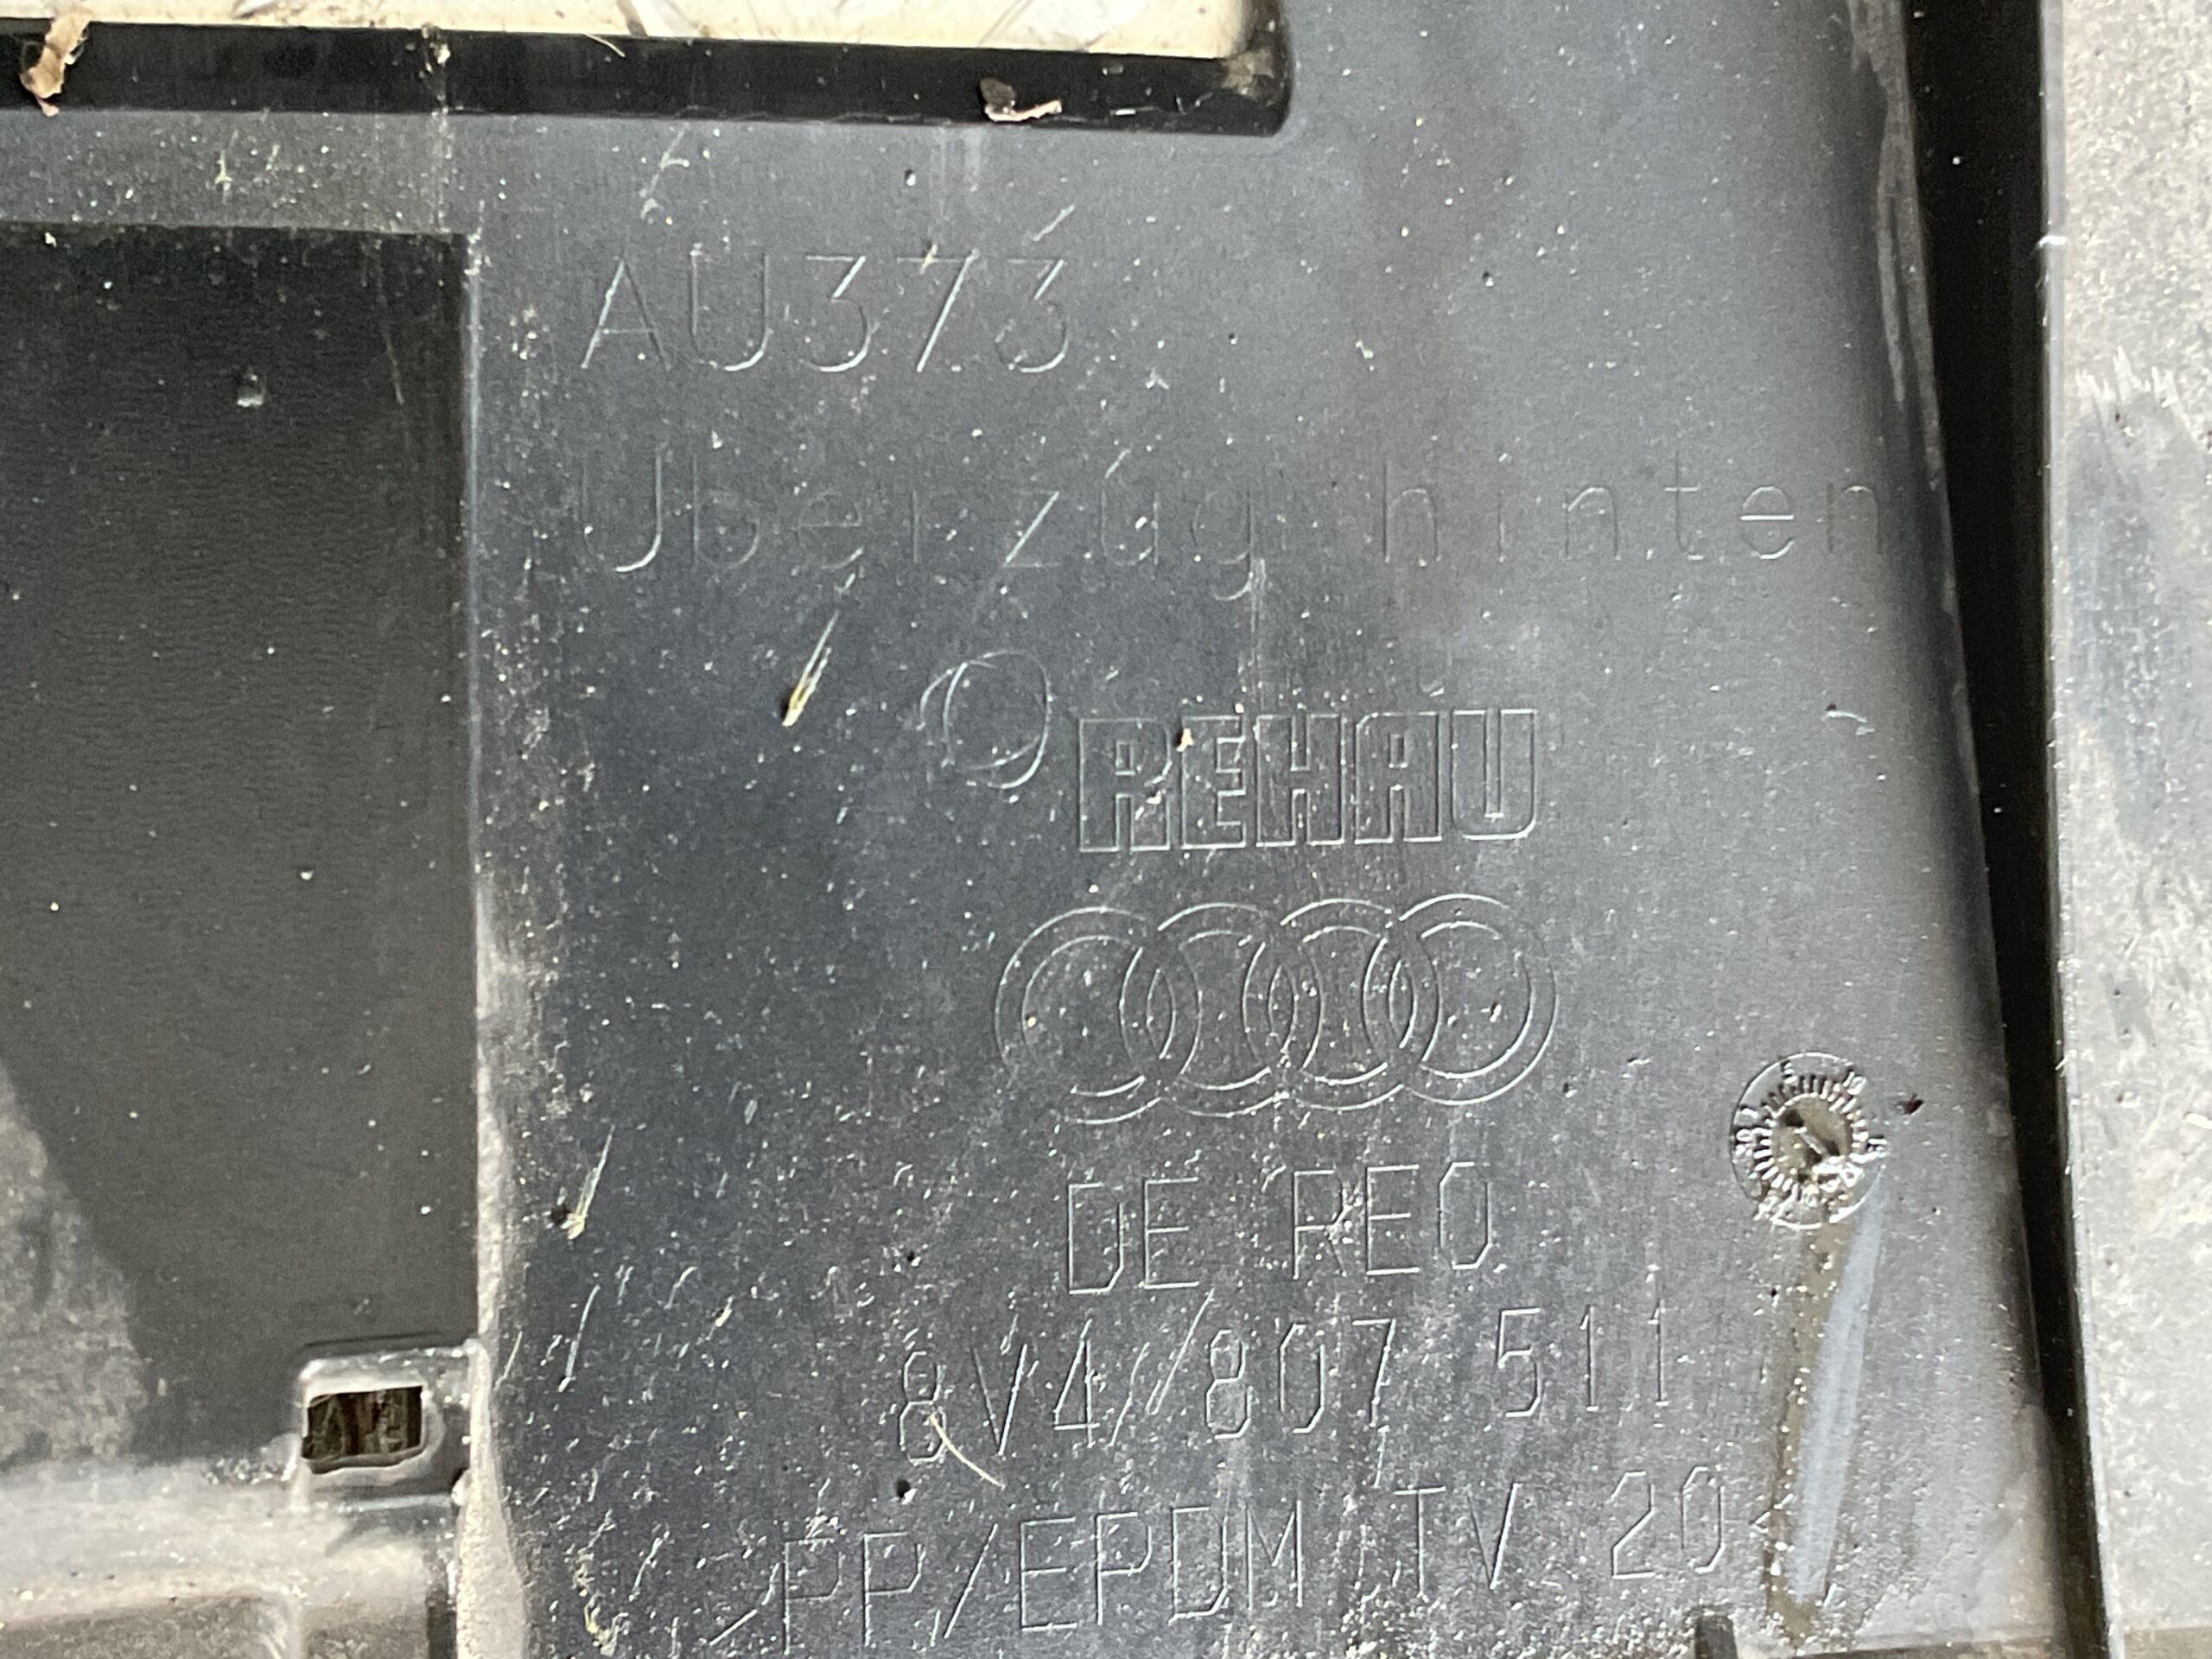 AU373
Überzug hinten
REHAU
DE REO
8V4 807 511
>PP/EPDM TV 20<